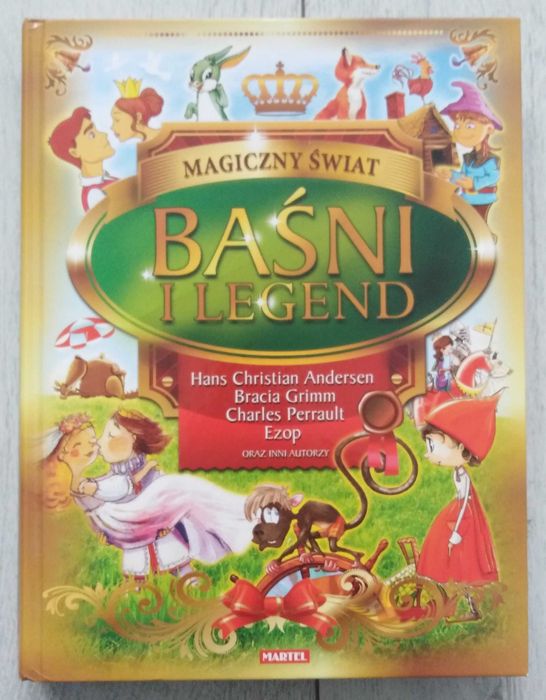 MAGICZNY ŚWIAT
BAŚNI
I LEGEND
Hans Christian Andersen
Bracia Grimm
Charles Perrault
Ezop
ORAZ INNI AUTORZY
MARTEL